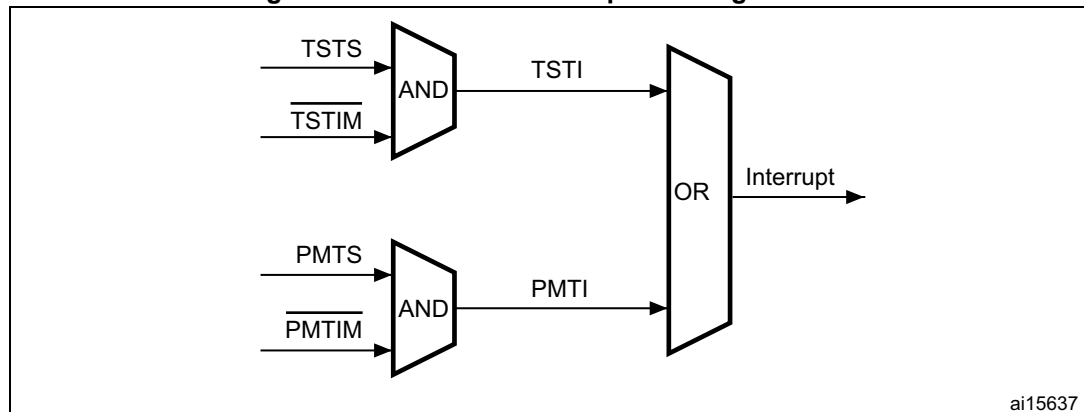 TSTS
TSTIM
AND
TSTI
OR
Interrupt
PMTS
PMTIM
AND
PMTI
ai15637